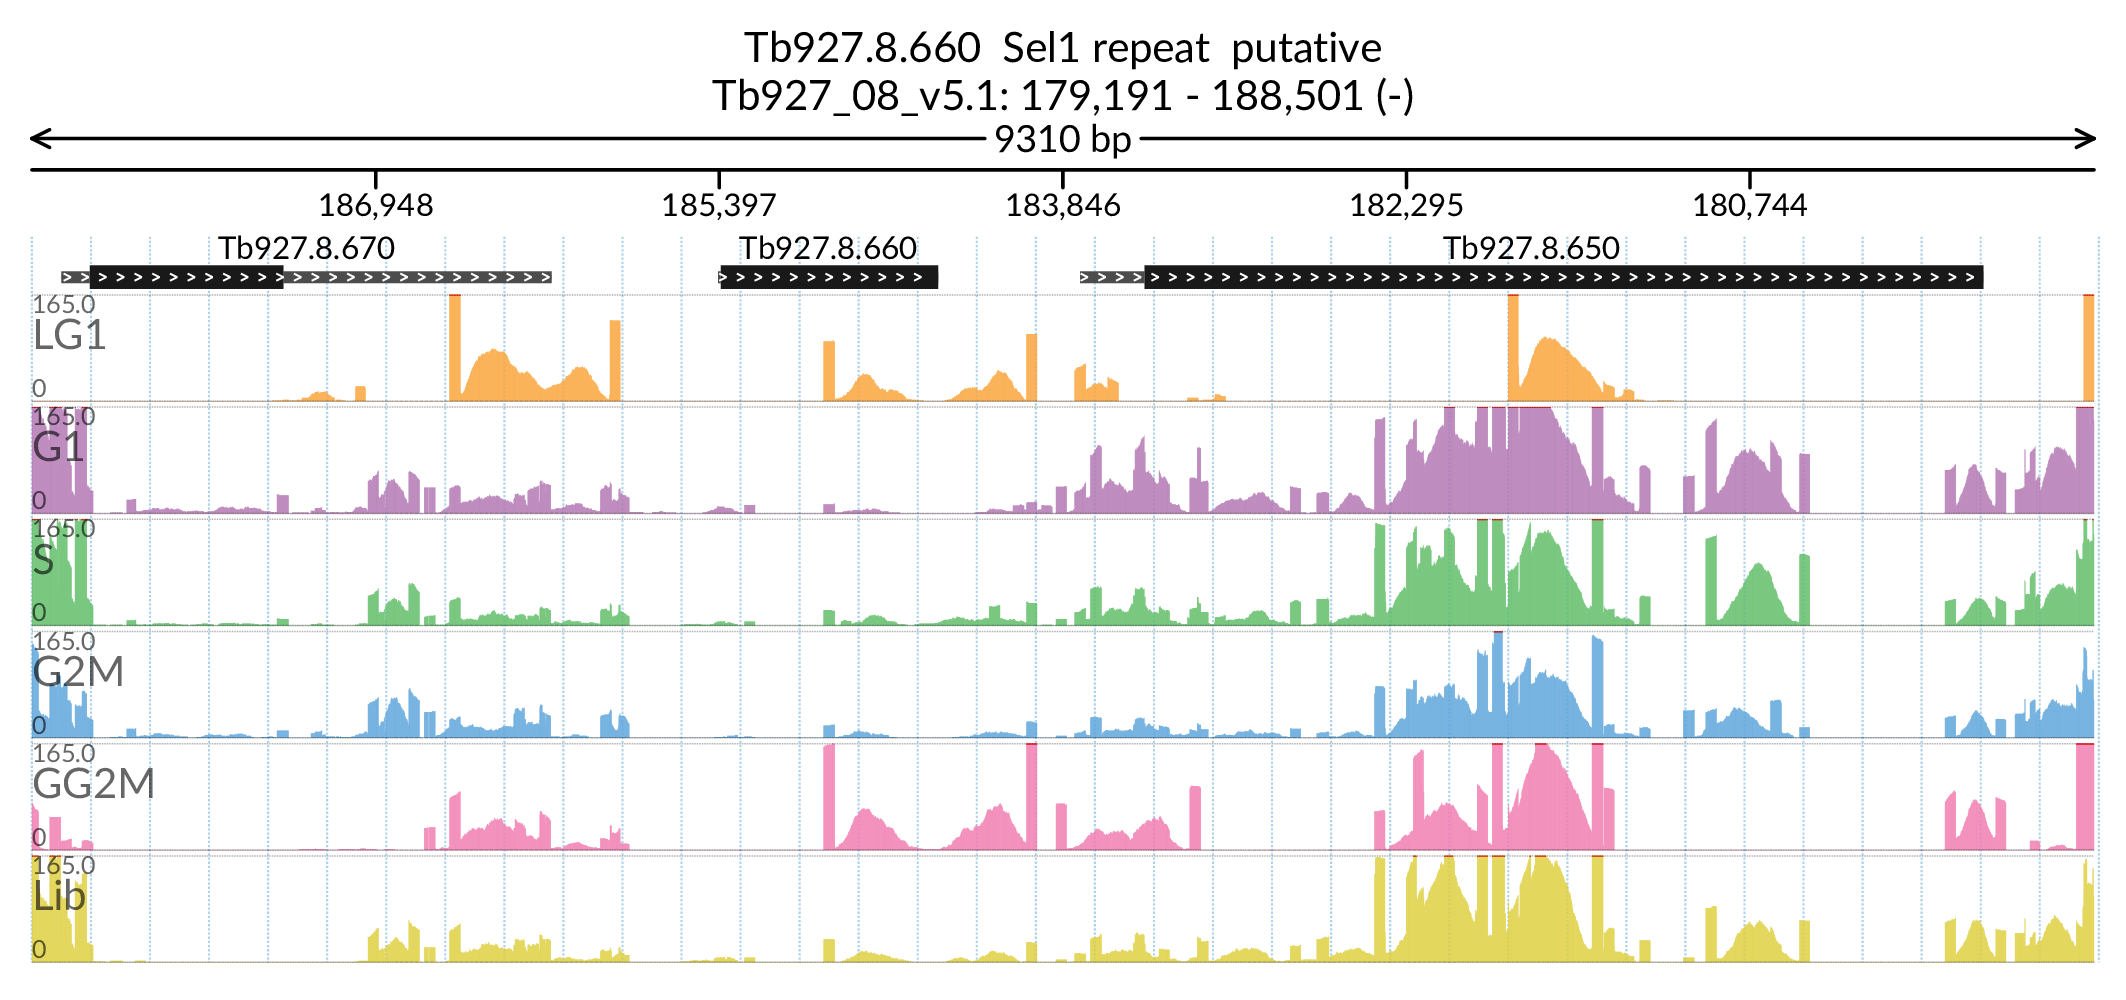 Tb927.8.660  Sel1 repeat  putative
Tb927_08_v5.1: 179,191 - 188,501 (-)
9310 bp
186,948 185,397 183,846 182,295 180,744
Tb927.8.670 Tb927.8.660 Tb927.8.650
165.0
LG1
0
165.0
G1
0
165.0
S
0
165.0
G2M
0
165.0
GG2M
0
165.0
Lib
0